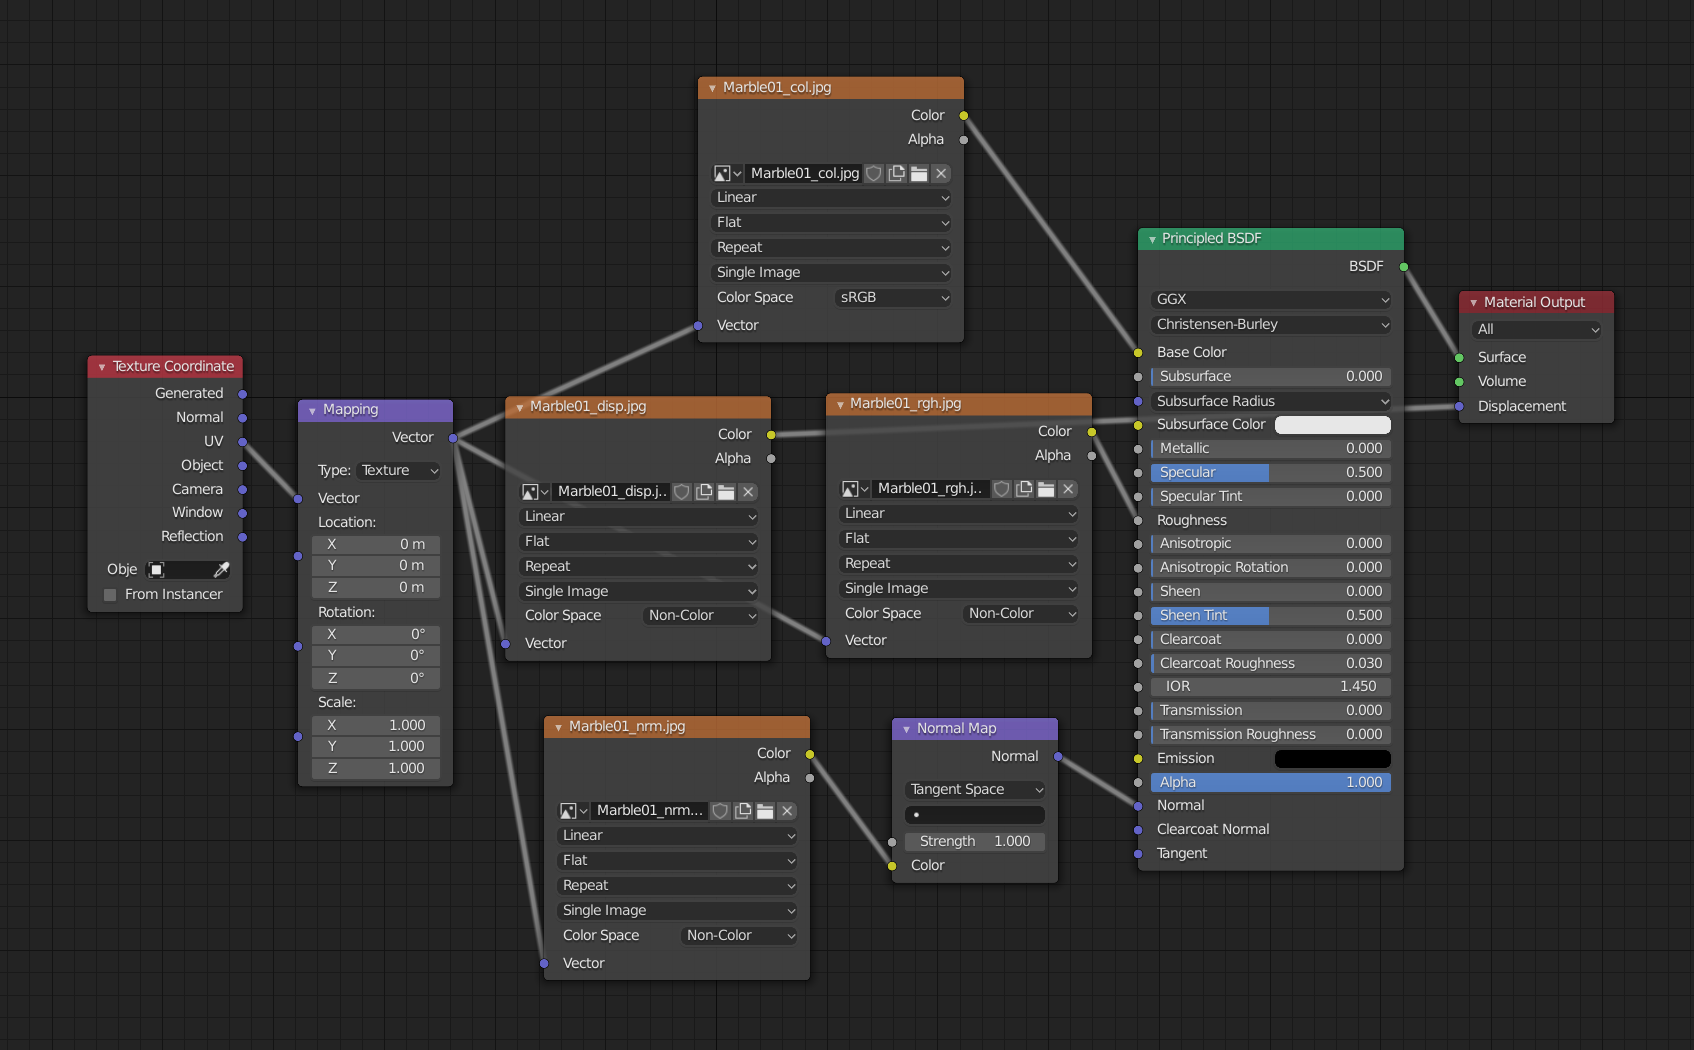 Marble01_col.jpg
Color
Alpha
Marble01_col.jpg
Linear
Flat
Repeat
Single Image
Color Space sRGB
Vector
Texture Coordinate
Generated
Normal
UV
Object
Camera
Window
Reflection
Obje
From Instancer
Mapping
Vector
Type: Texture
Vector
Location:
X 0 m
Y 0 m
Z 0 m
Rotation:
X 0°
Y 0°
Z 0°
Scale:
X 1.000
Y 1.000
Z 1.000
Marble01_disp.jpg
Color
Alpha
Marble01_disp.j..
Linear
Flat
Repeat
Single Image
Color Space Non-Color
Vector
Marble01_rgh.jpg
Color
Alpha
Marble01_rgh.j..
Linear
Flat
Repeat
Single Image
Color Space Non-Color
Vector
Marble01_nrm.jpg
Color
Alpha
Marble01_nrm...
Linear
Flat
Repeat
Single Image
Color Space Non-Color
Vector
Normal Map
Normal
Tangent Space
Strength 1.000
Color
Principled BSDF
BSDF
GGX
Christensen-Burley
Base Color
Subsurface 0.000
Subsurface Radius
Subsurface Color
Metallic 0.000
Specular 0.500
Specular Tint 0.000
Roughness
Anisotropic 0.000
Anisotropic Rotation 0.000
Sheen 0.000
Sheen Tint 0.500
Clearcoat 0.000
Clearcoat Roughness 0.030
IOR 1.450
Transmission 0.000
Transmission Roughness 0.000
Emission
Alpha 1.000
Normal
Clearcoat Normal
Tangent
Material Output
All
Surface
Volume
Displacement